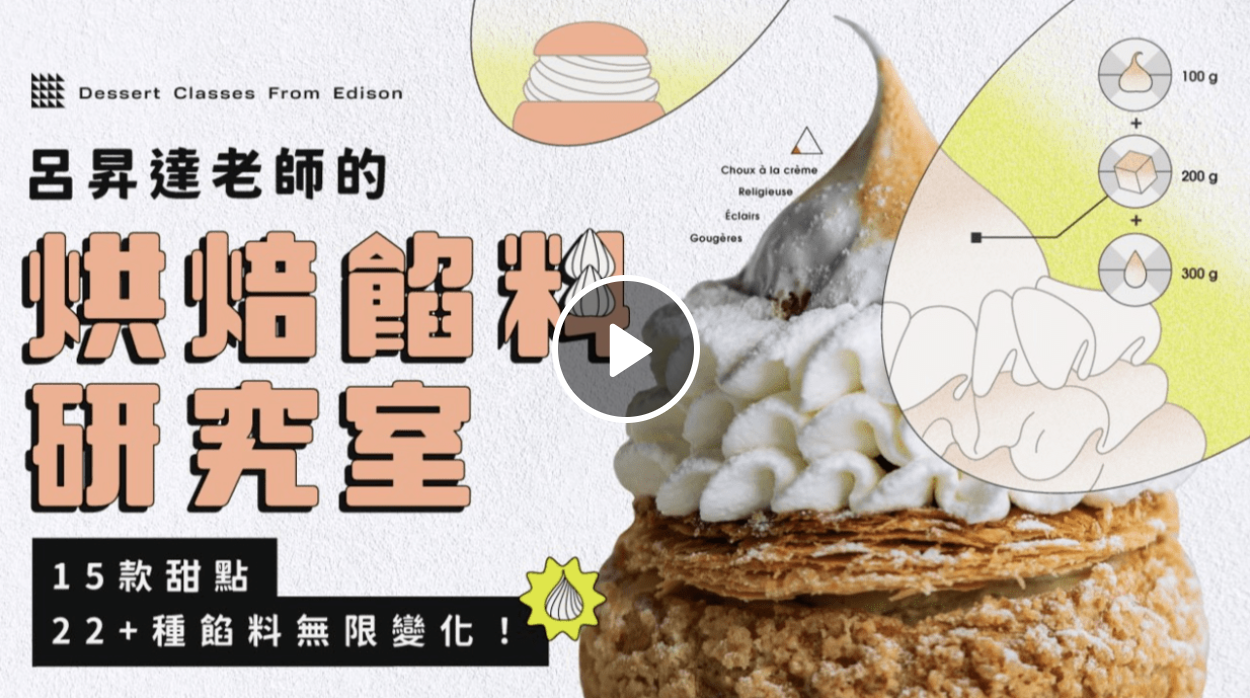 Dessert Classes From Edison
呂昇達老師的
烘焙餡料
研究室
15款甜點
22+種餡料無限變化！
Choux à la crème
Religieuse
Éclairs
Gougères
100 g
+
200 g
+
300 g